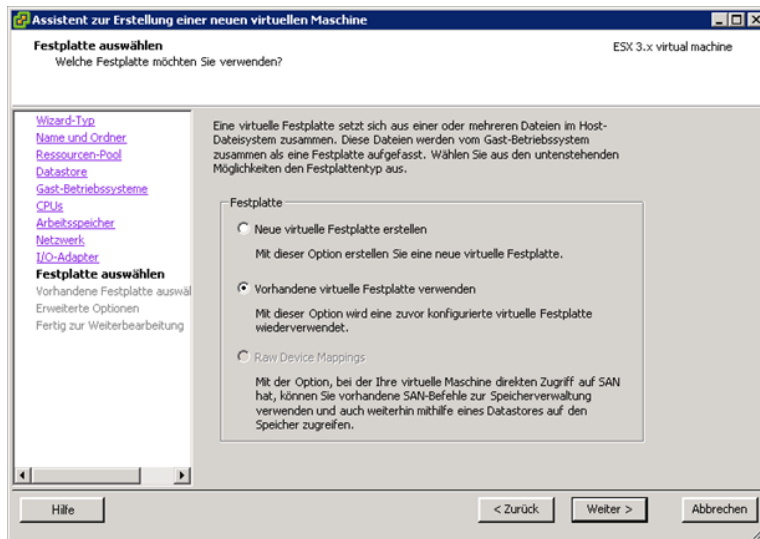 Assistent zur Erstellung einer neuen virtuellen Maschine
Festplatte auswählen
Welche Festplatte möchten Sie verwenden?
ESX 3.x virtual machine
Wizard-Typ
Name und Ordner
Ressourcen-Pool
Datastore
Gast-Betriebssysteme
CPUs
Arbeitsspeicher
Netzwerk
I/O-Adapter
Festplatte auswählen
Vorhandene Festplatte auswäl
Erweiterte Optionen
Fertig zur Weiterbearbeitung
Eine virtuelle Festplatte setzt sich aus einer oder mehreren Dateien im Host-
Dateisystem zusammen. Diese Dateien werden vom Gast-Betriebssystem
zusammen als eine Festplatte aufgefasst. Wählen Sie aus den untenstehenden
Möglichkeiten den Festplattentyp aus.
Festplatte
Neue virtuelle Festplatte erstellen
Mit dieser Option erstellen Sie eine neue virtuelle Festplatte.
Vorhandene virtuelle Festplatte verwenden
Mit dieser Option wird eine zuvor konfigurierte virtuelle Festplatte
wiederverwendet.
Raw Device Mappings
Mit der Option, bei der Ihre virtuelle Maschine direkten Zugriff auf SAN
hat, können Sie vorhandene SAN-Befehle zur Speicherverwaltung
verwenden und auch weiterhin mithilfe eines Datastores auf den
Speicher zugreifen.
Hilfe
< Zurück
Weiter >
Abbrechen